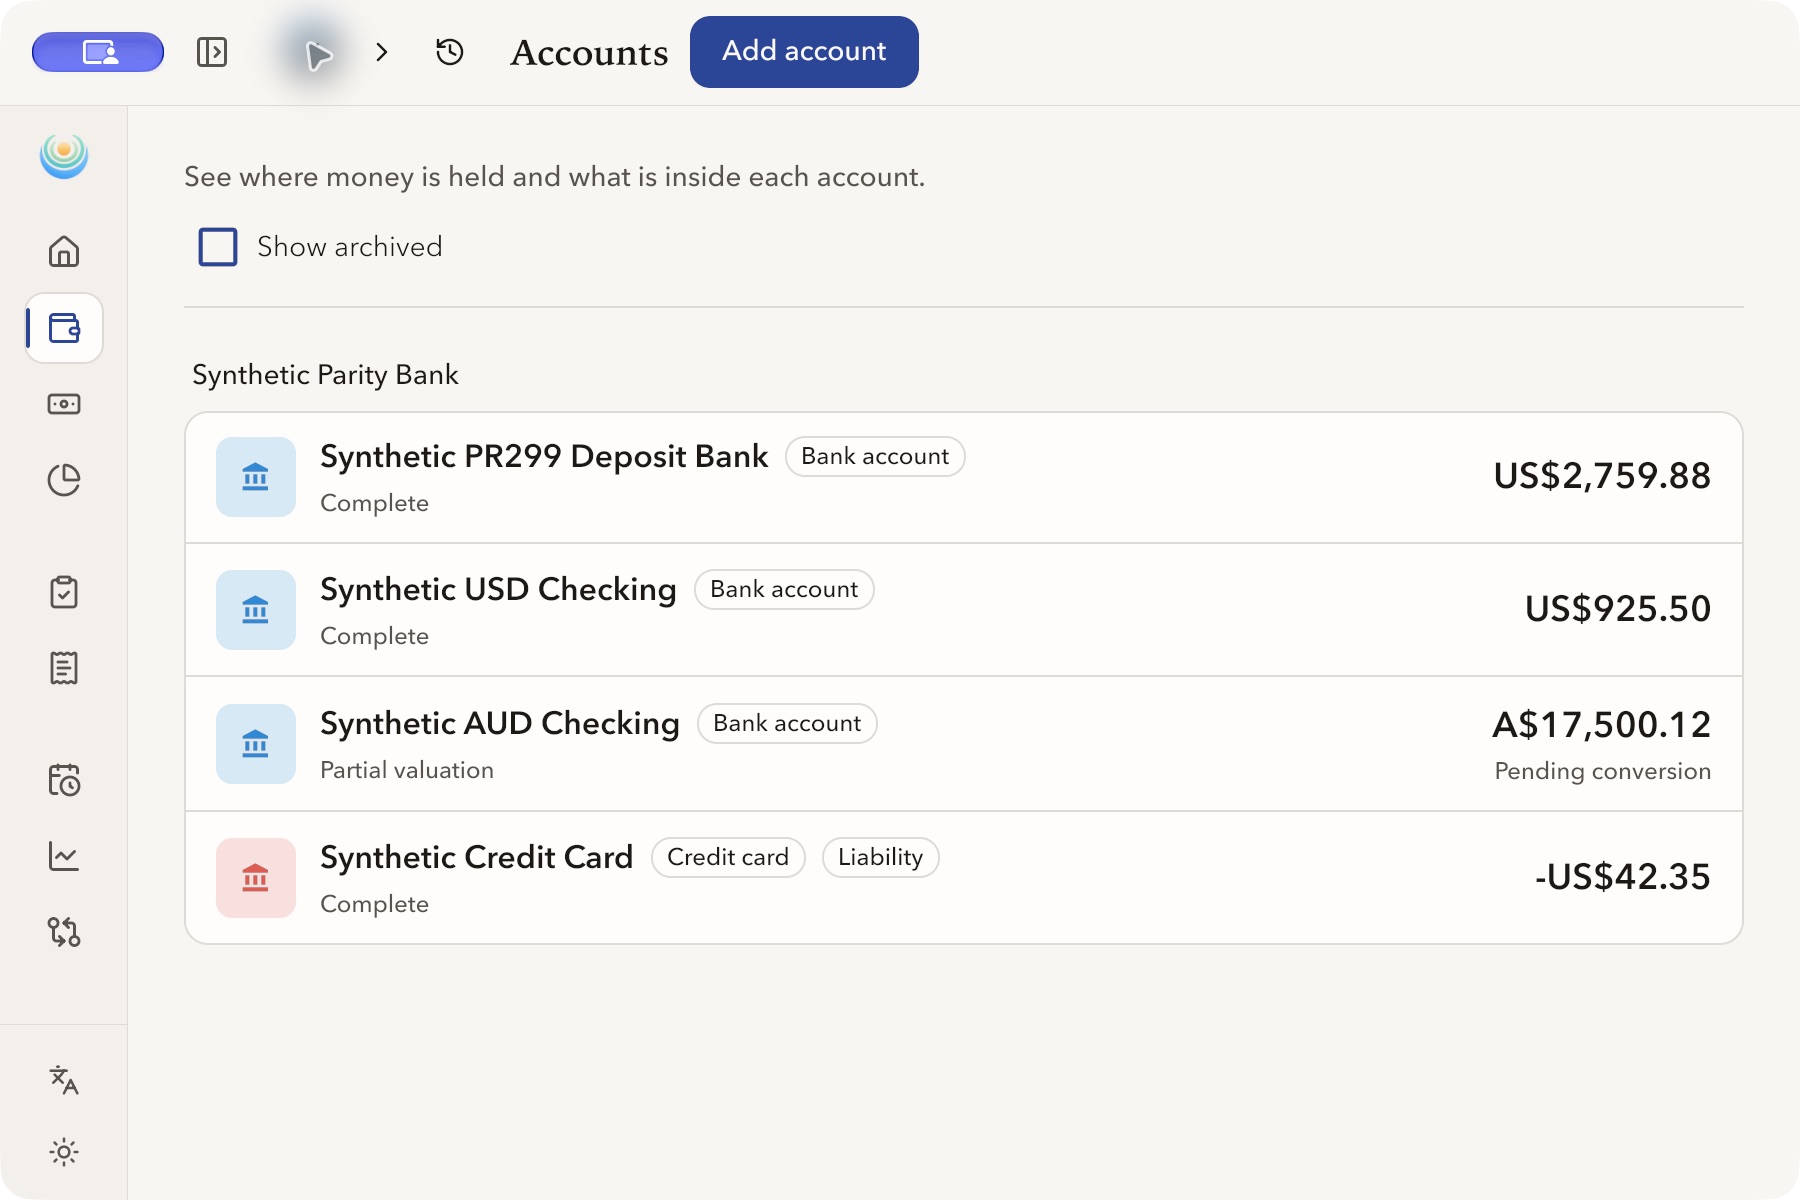 Accounts
Add account
See where money is held and what is inside each account.
Show archived
Synthetic Parity Bank
Synthetic PR299 Deposit Bank Bank account
Complete
US$2,759.88
Synthetic USD Checking Bank account
Complete
US$925.50
Synthetic AUD Checking Bank account
Partial valuation
A$17,500.12
Pending conversion
Synthetic Credit Card Credit card Liability
Complete
-US$42.35